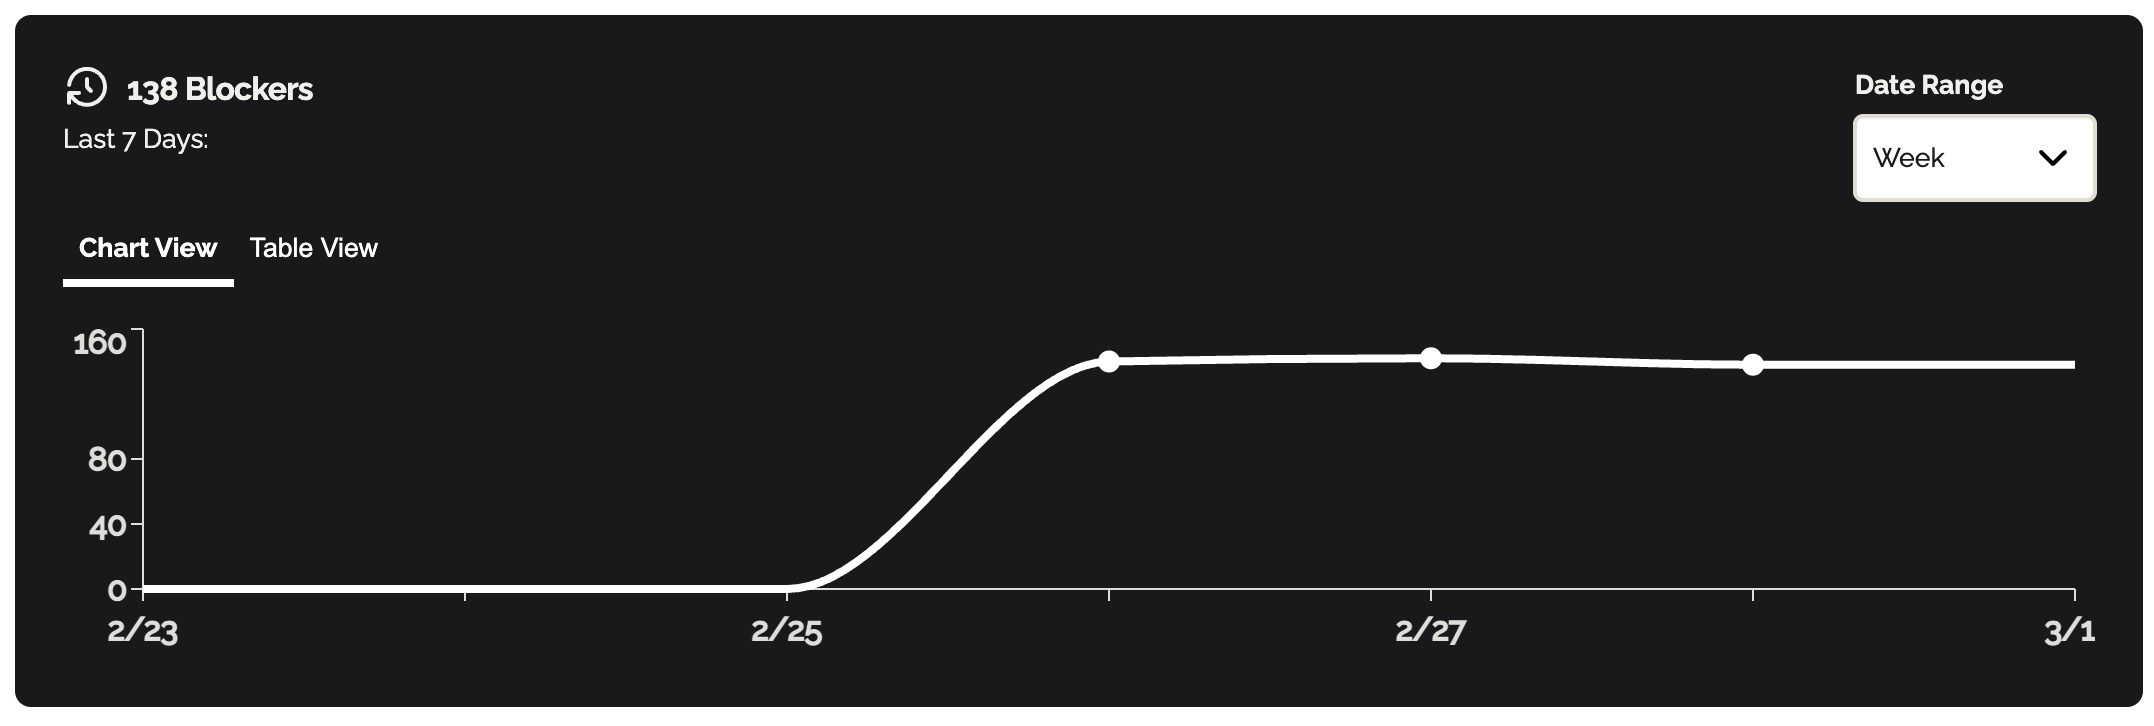 138 Blockers
Last 7 Days:
Date Range
Week
Chart View
Table View
160
80
40
0
2/23
2/25
2/27
3/1